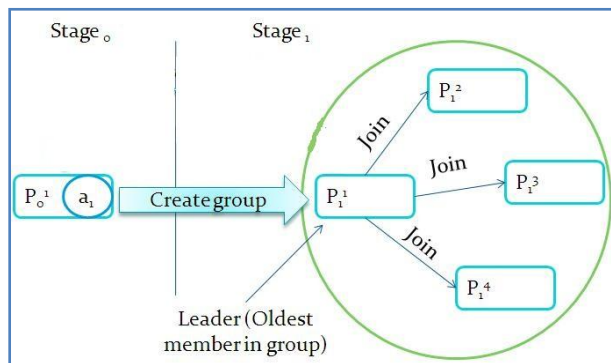 Stage ₀
Stage ₁
P₁²
Join
Join
P₁³
P₀¹
a₁
Create group
P₁¹
Join
P₁⁴
Leader (Oldest
member in group)